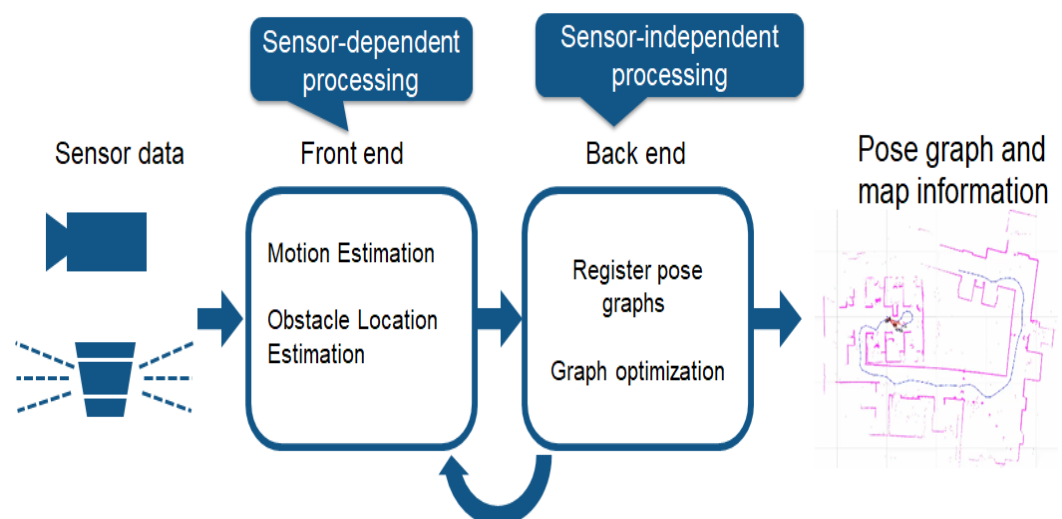 Sensor-dependent
processing
Sensor-independent
processing
Sensor data
Front end
Back end
Pose graph and
map information
Motion Estimation
Obstacle Location
Estimation
Register pose
graphs
Graph optimization